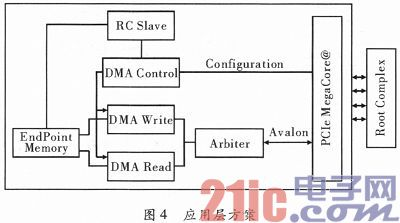 RC Slave
DMA Control
Configuration
DMA Write
EndPoint
Memory
Arbiter
Avalon
DMA Read
PCIe MegaCore@
Root Complex
21ic 电子网
图4 应用层方案